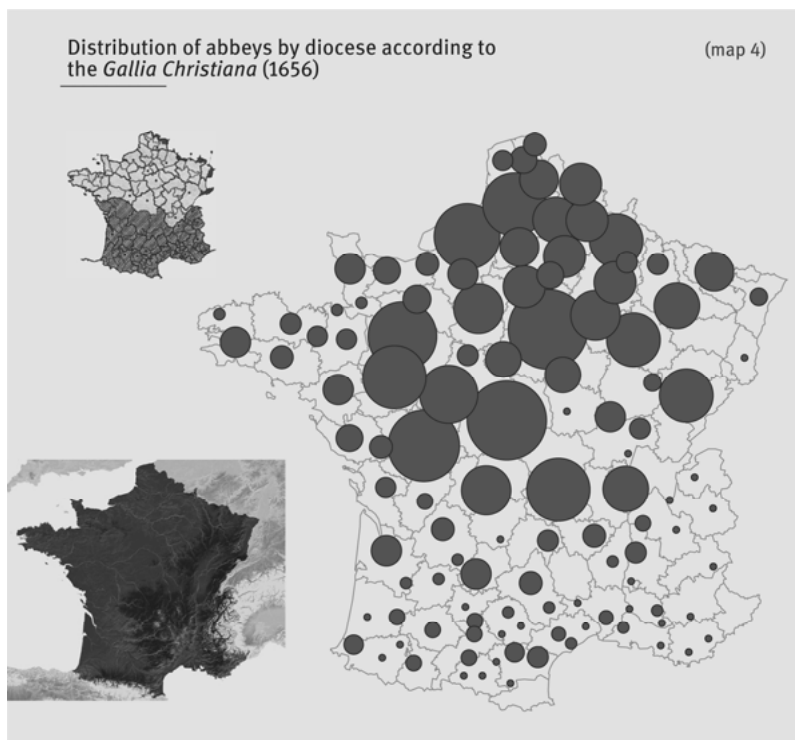 Distribution of abbeys by diocese according to
the Gallia Christiana (1656)
(map 4)